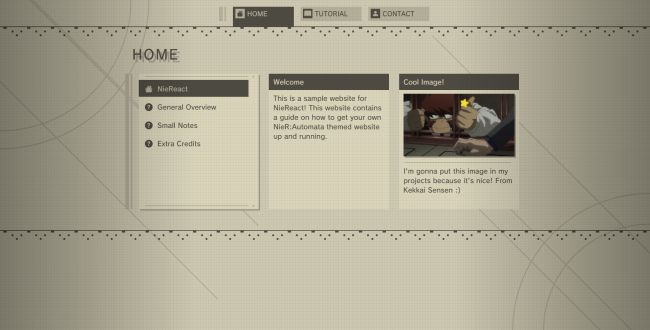 HOME
TUTORIAL
CONTACT
HOME
NieReact
General Overview
Small Notes
Extra Credits
Welcome
This is a sample website for
NieReact! This website contains
a guide on how to get your own
NieR:Automata themed website
up and running.
Cool Image!
I'm gonna put this image in my
projects because it's nice! From
Kekkai Sensen :)